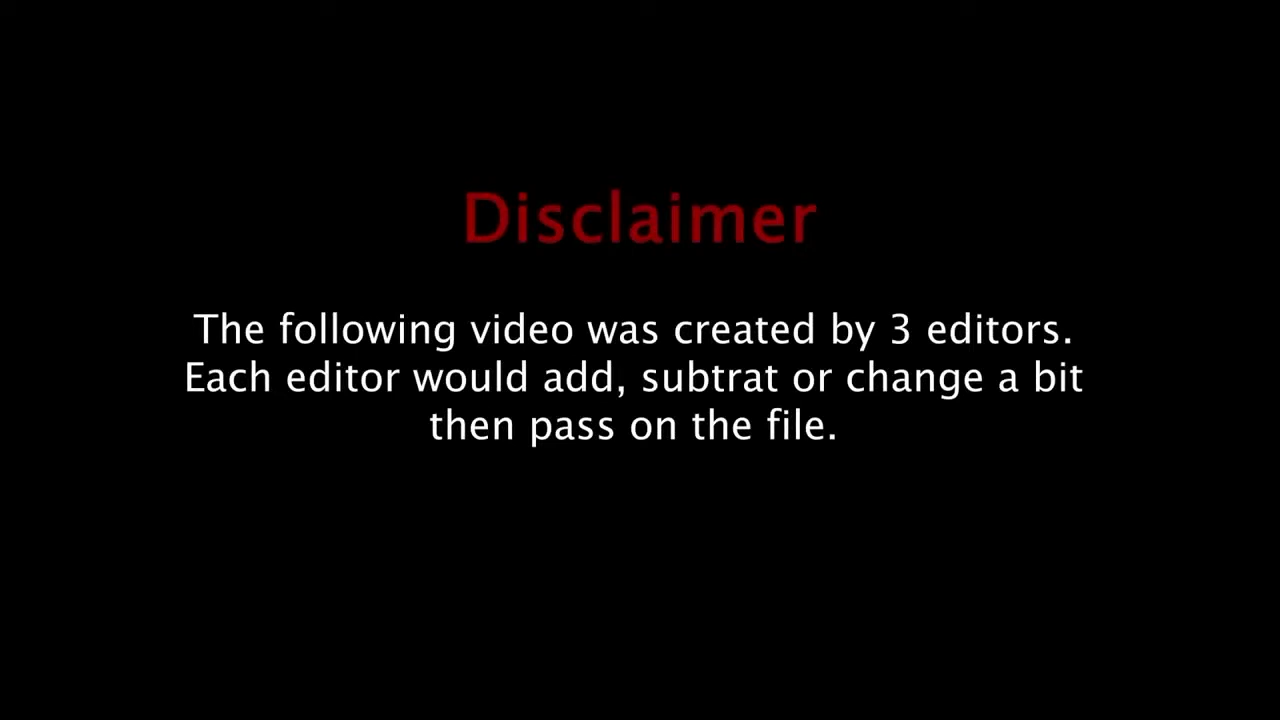 Disclaimer
The following video was created by 3 editors.
Each editor would add, subtrat or change a bit
then pass on the file.